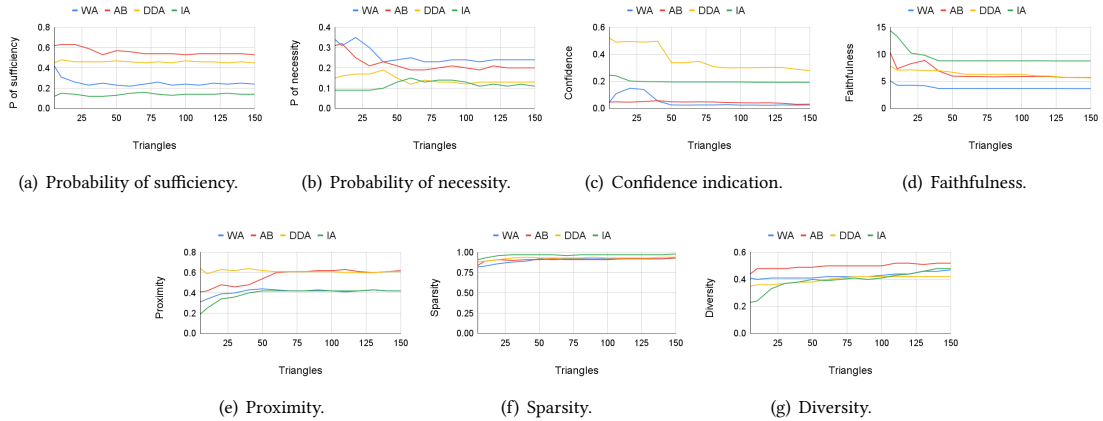 WA AB DDA IA
P of sufficiency
0.8
0.6
0.4
0.2
0.0
25 50 75 100 125 150
Triangles
(a) Probability of sufficiency.
WA AB DDA IA
P of necessity
0.4
0.3
0.2
0.1
0.0
25 50 75 100 125 150
Triangles
(b) Probability of necessity.
WA AB DDA IA
Confidence
0.6
0.4
0.2
0.0
25 50 75 100 125 150
Triangles
(c) Confidence indication.
WA AB DDA IA
Faithfulness
15
10
5
0
25 50 75 100 125 150
Triangles
(d) Faithfulness.
WA AB DDA IA
Proximity
0.8
0.6
0.4
0.2
0.0
25 50 75 100 125 150
Triangles
(e) Proximity.
WA AB DDA IA
Sparsity
1.00
0.75
0.50
0.25
0.00
25 50 75 100 125 150
Triangles
(f) Sparsity.
WA AB DDA IA
Diversity
0.6
0.4
0.2
0.0
25 50 75 100 125 150
Triangles
(g) Diversity.